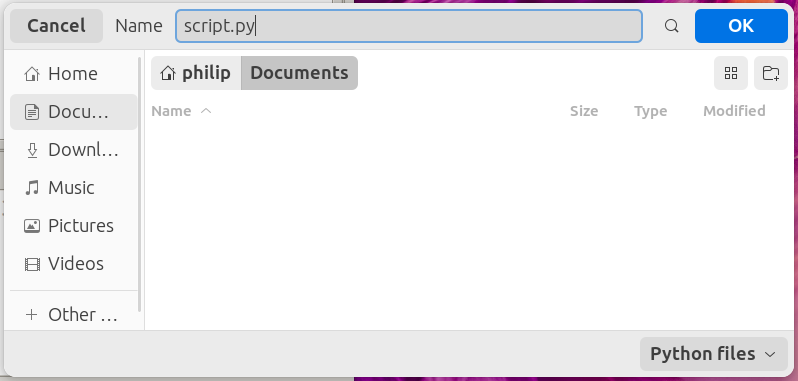 Cancel Name script.py OK
Home
Docu...
Downl...
Music
Pictures
Videos
Other ...
philip Documents
Name Size Type Modified
Python files